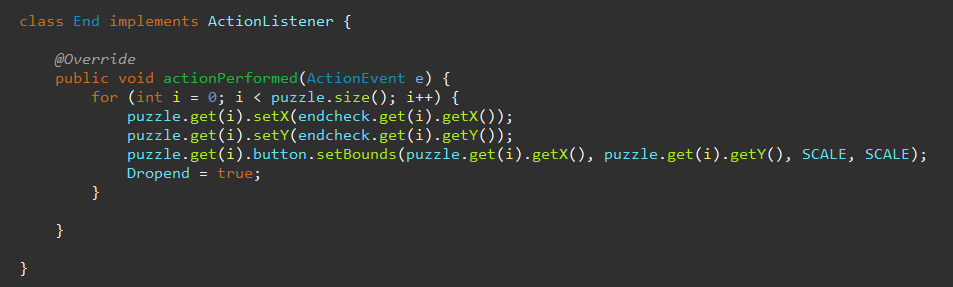 class End implements ActionListener {
@Override
public void actionPerformed(ActionEvent e) {
for (int i = 0; i < puzzle.size(); i++) {
puzzle.get(i).setX(endcheck.get(i).getX());
puzzle.get(i).setY(endcheck.get(i).getY());
puzzle.get(i).button.setBounds(puzzle.get(i).getX(), puzzle.get(i).getY(), SCALE, SCALE);
Dropend = true;
}
}
}